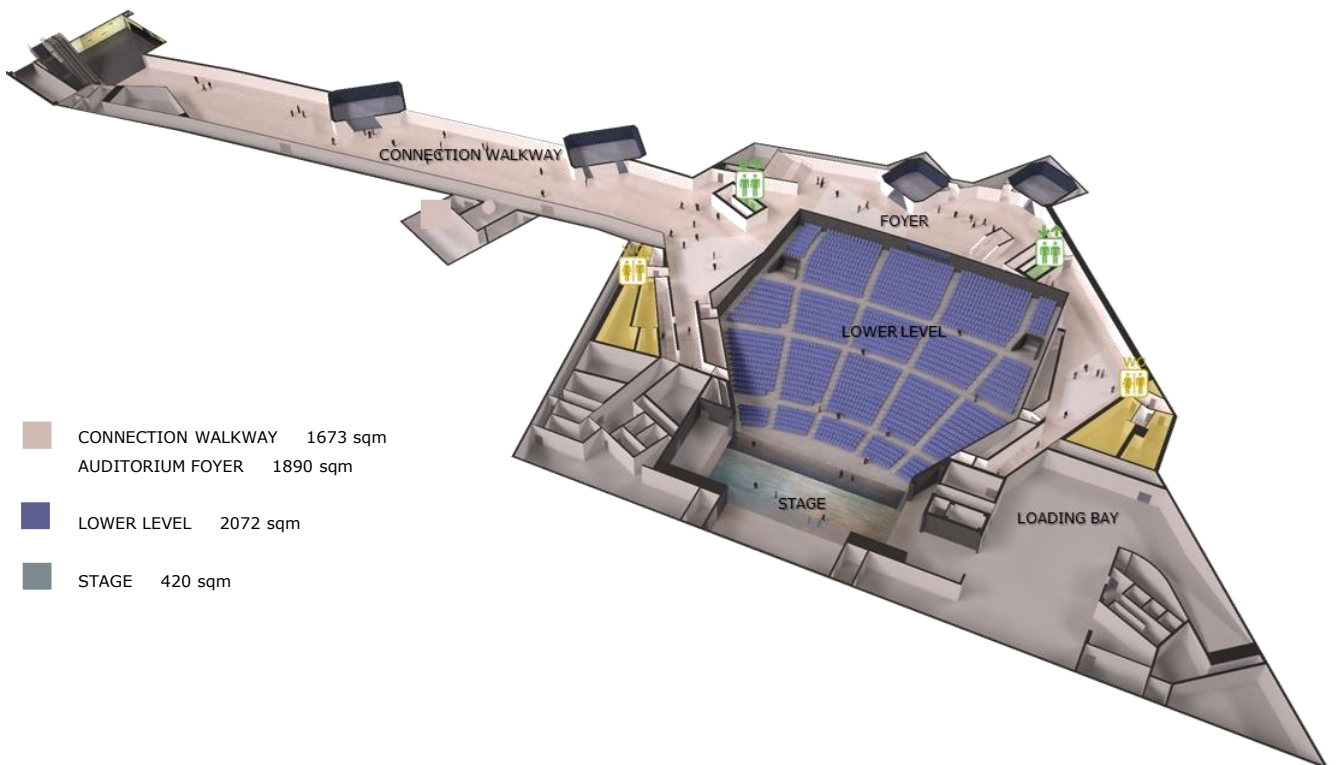 CONNECTION WALKWAY
FOYER
LOWER LEVEL
WC
STAGE
LOADING BAY
CONNECTION WALKWAY 1673 sqm
AUDITORIUM FOYER 1890 sqm
LOWER LEVEL 2072 sqm
STAGE 420 sqm